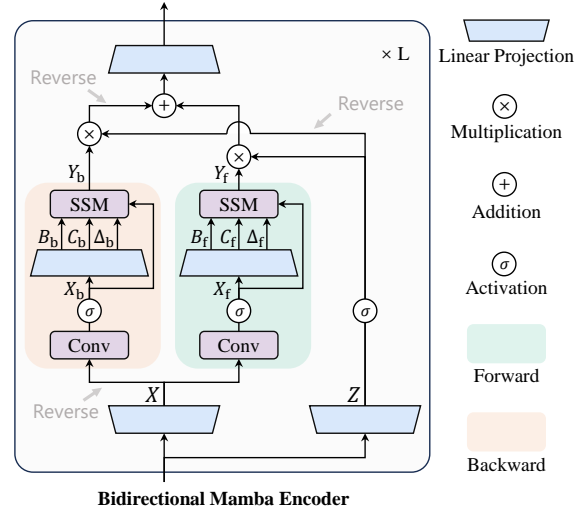 × L
Reverse
Reverse
+
×
×
Y_b
Y_f
SSM
SSM
B_b C_b Δ_b
B_f C_f Δ_f
X_b
X_f
σ
σ
σ
Conv
Conv
Reverse
X
Z
Bidirectional Mamba Encoder
Linear Projection
×
Multiplication
+
Addition
σ
Activation
Forward
Backward